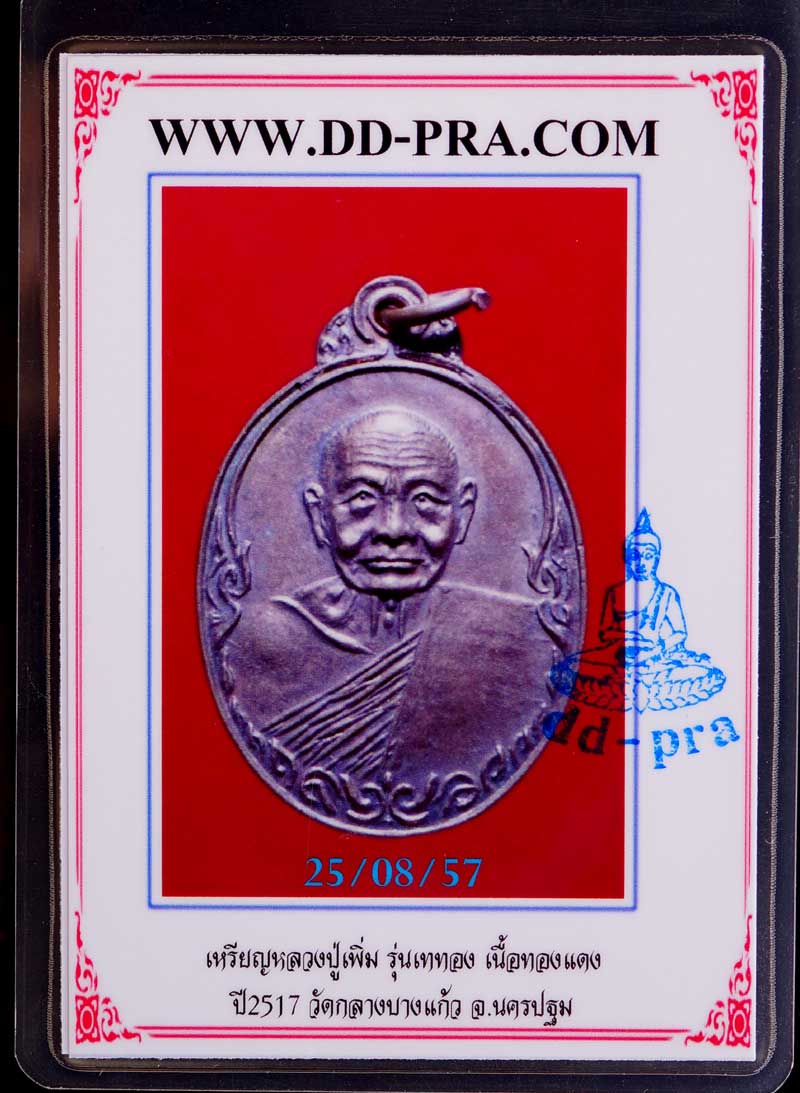 WWW.DD-PRA.COM
dd-pra
25/08/57
เหรียญหลวงปู่เพิ่ม รุ่นเททอง เนื้อทองแดง
ปี2517 วัดกลางบางแก้ว จ.นครปฐม